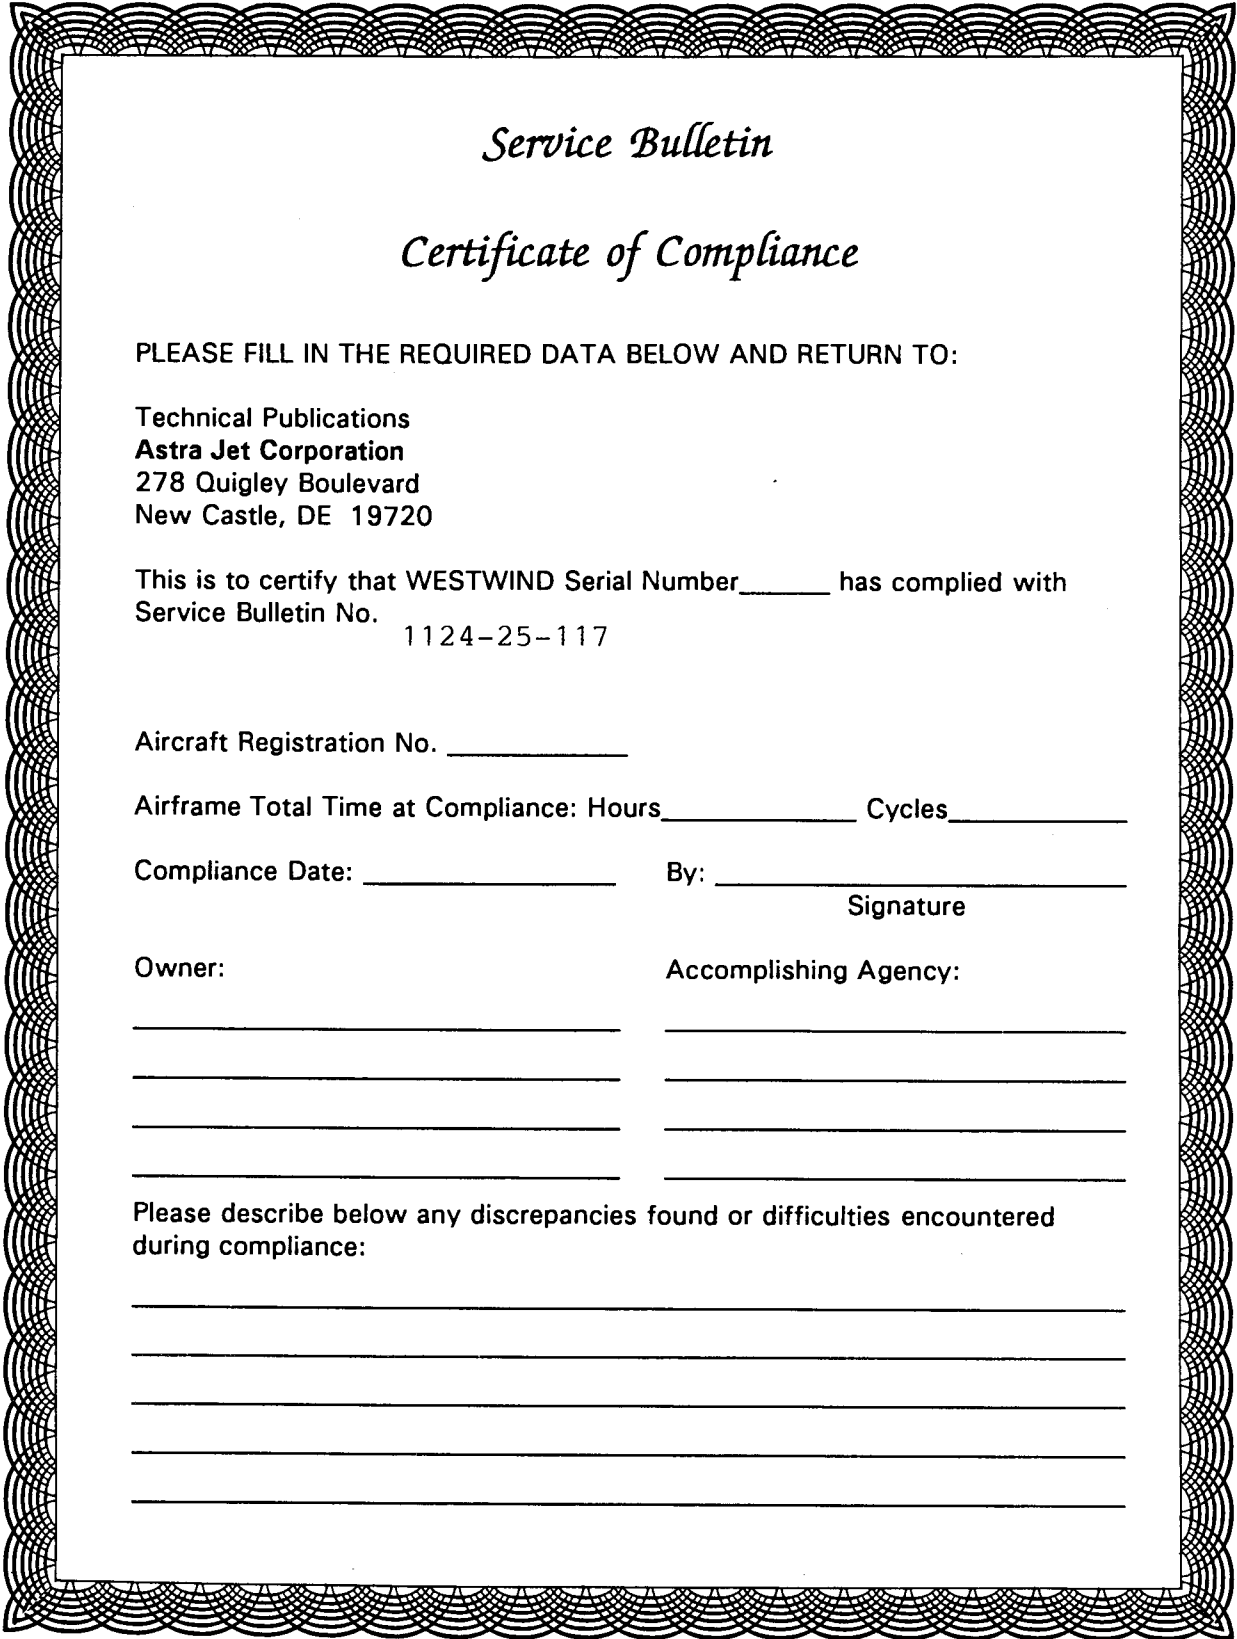 Service Bulletin
Certificate of Compliance
PLEASE FILL IN THE REQUIRED DATA BELOW AND RETURN TO:
Technical Publications
Astra Jet Corporation
278 Quigley Boulevard
New Castle, DE 19720
This is to certify that WESTWIND Serial Number______ has complied with
Service Bulletin No.
1124-25-117
Aircraft Registration No. ____________
Airframe Total Time at Compliance: Hours_____________ Cycles____________
Compliance Date: _________________ By: ___________________________
Signature
Owner: Accomplishing Agency:
Please describe below any discrepancies found or difficulties encountered
during compliance: